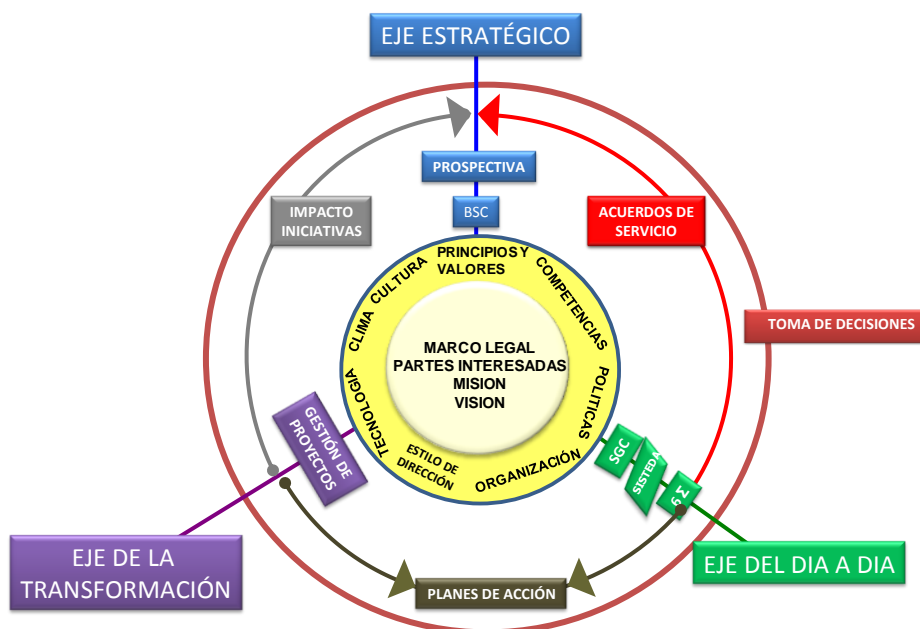 EJE ESTRATÉGICO
PROSPECTIVA
BSC
IMPACTO
INICIATIVAS
ACUERDOS DE
SERVICIO
TOMA DE DECISIONES
CLIMA CULTURA
PRINCIPIOS Y
VALORES
COMPETENCIAS
POLITICAS
ORGANIZACIÓN
ESTILO DE
DIRECCIÓN
TECNOLOGIA
MARCO LEGAL
PARTES INTERESADAS
MISION
VISION
GESTIÓN DE
PROYECTOS
SGC
SISTEDA
6 Σ
EJE DE LA
TRANSFORMACIÓN
EJE DEL DIA A DIA
PLANES DE ACCIÓN